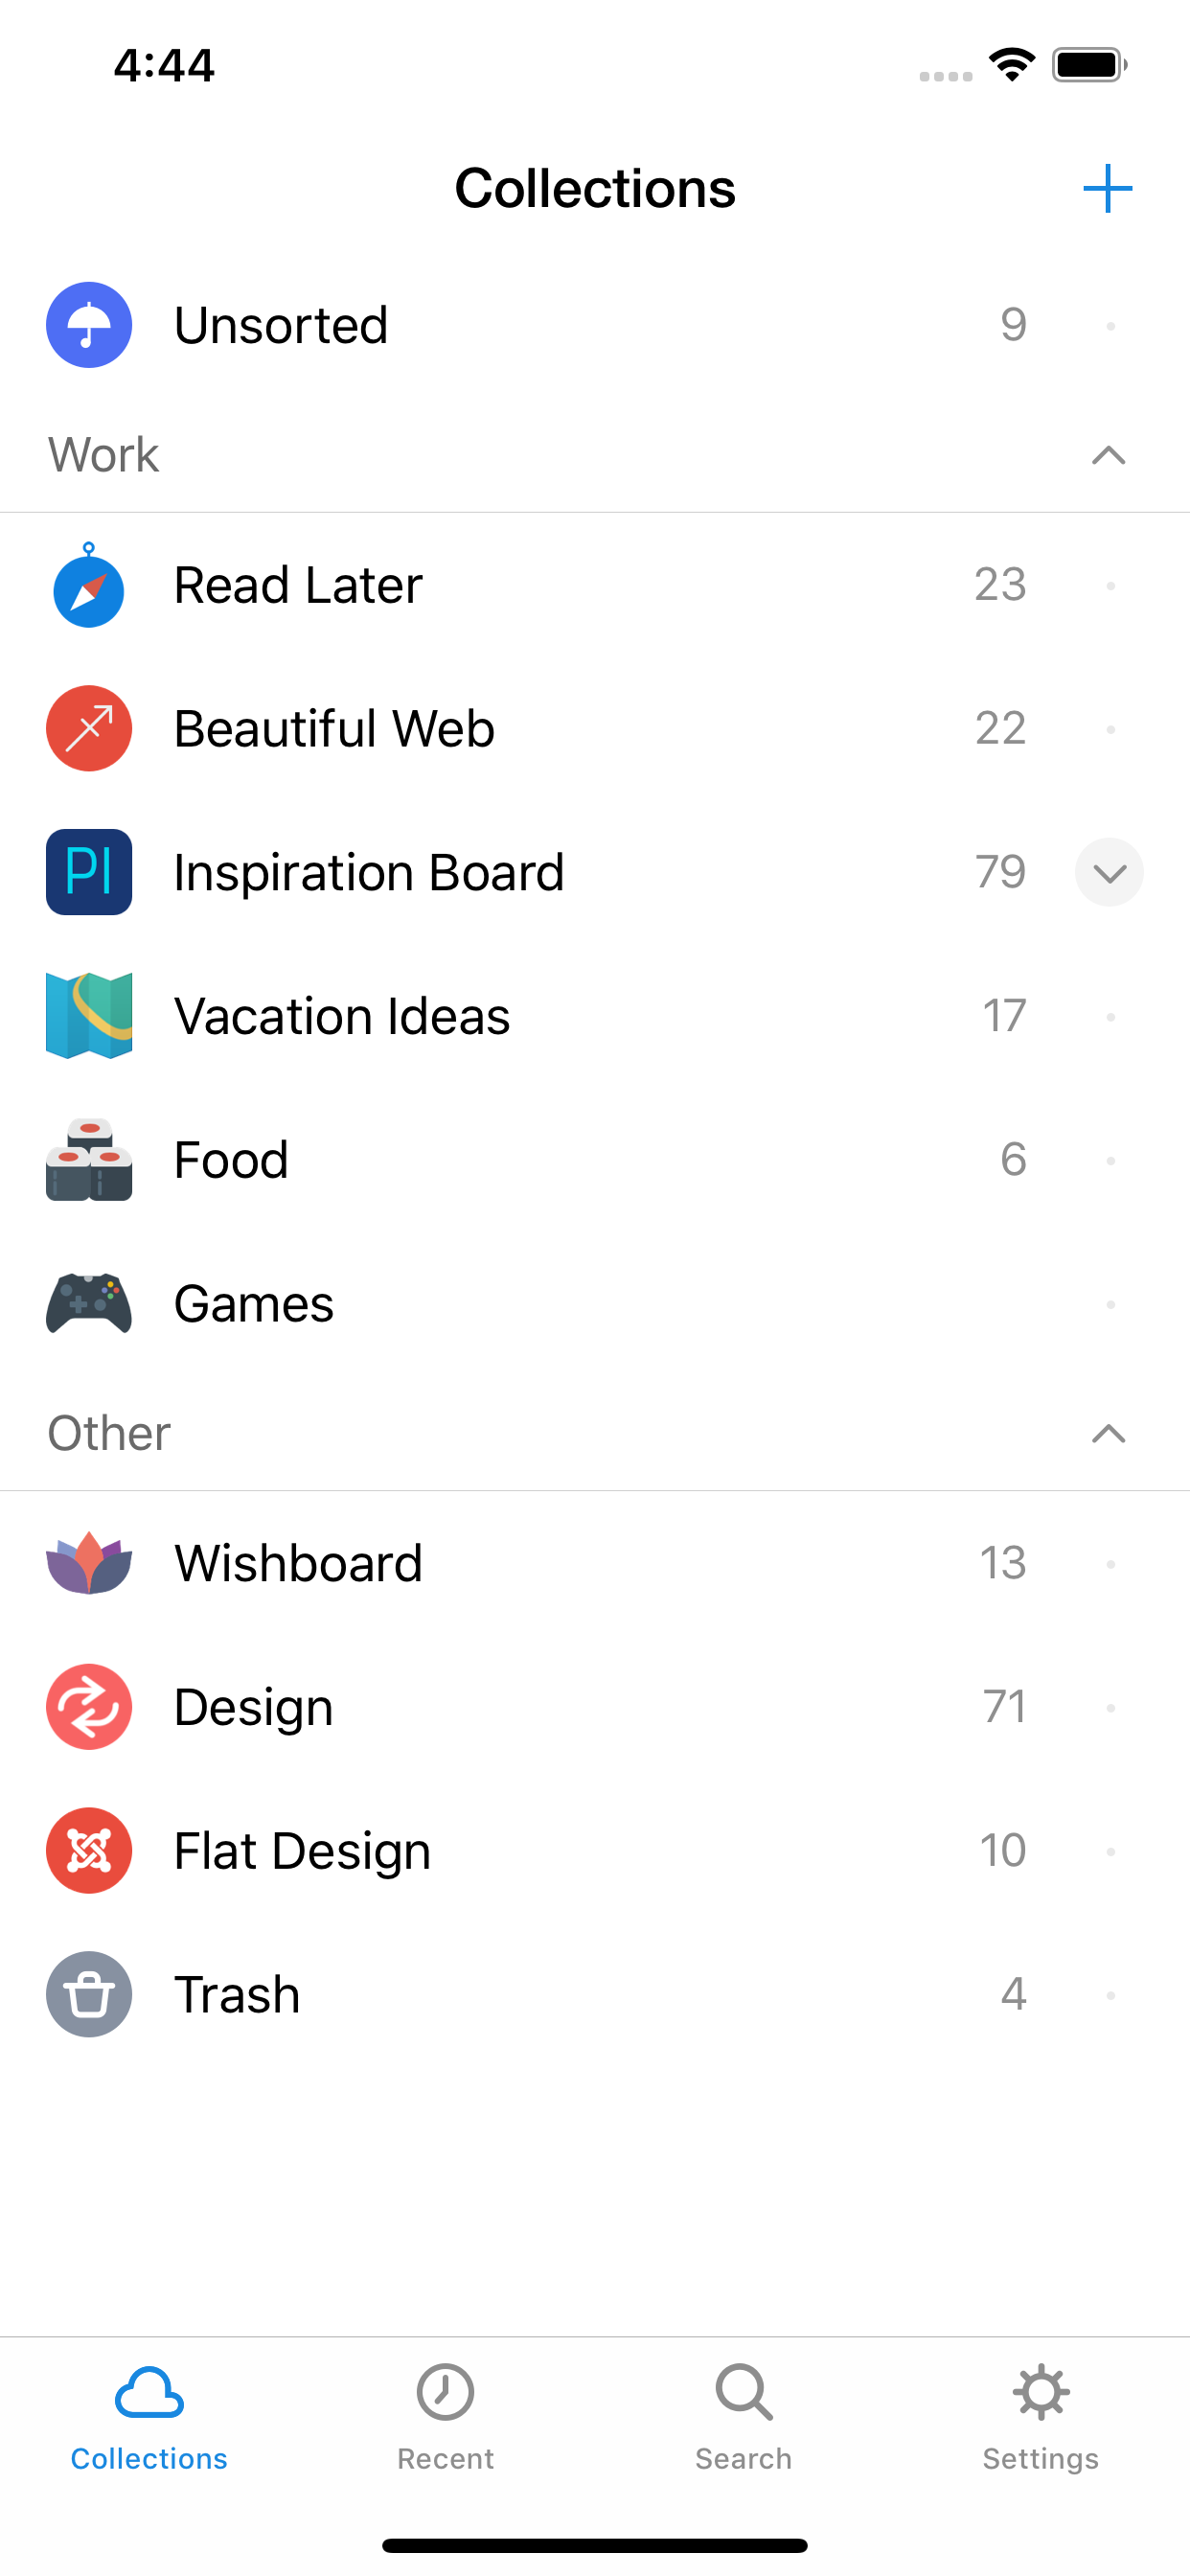 4:44
Collections
Unsorted 9
Work
Read Later 23
Beautiful Web 22
PI Inspiration Board 79
Vacation Ideas 17
Food 6
Games
Other
Wishboard 13
Design 71
Flat Design 10
Trash 4
Collections Recent Search Settings